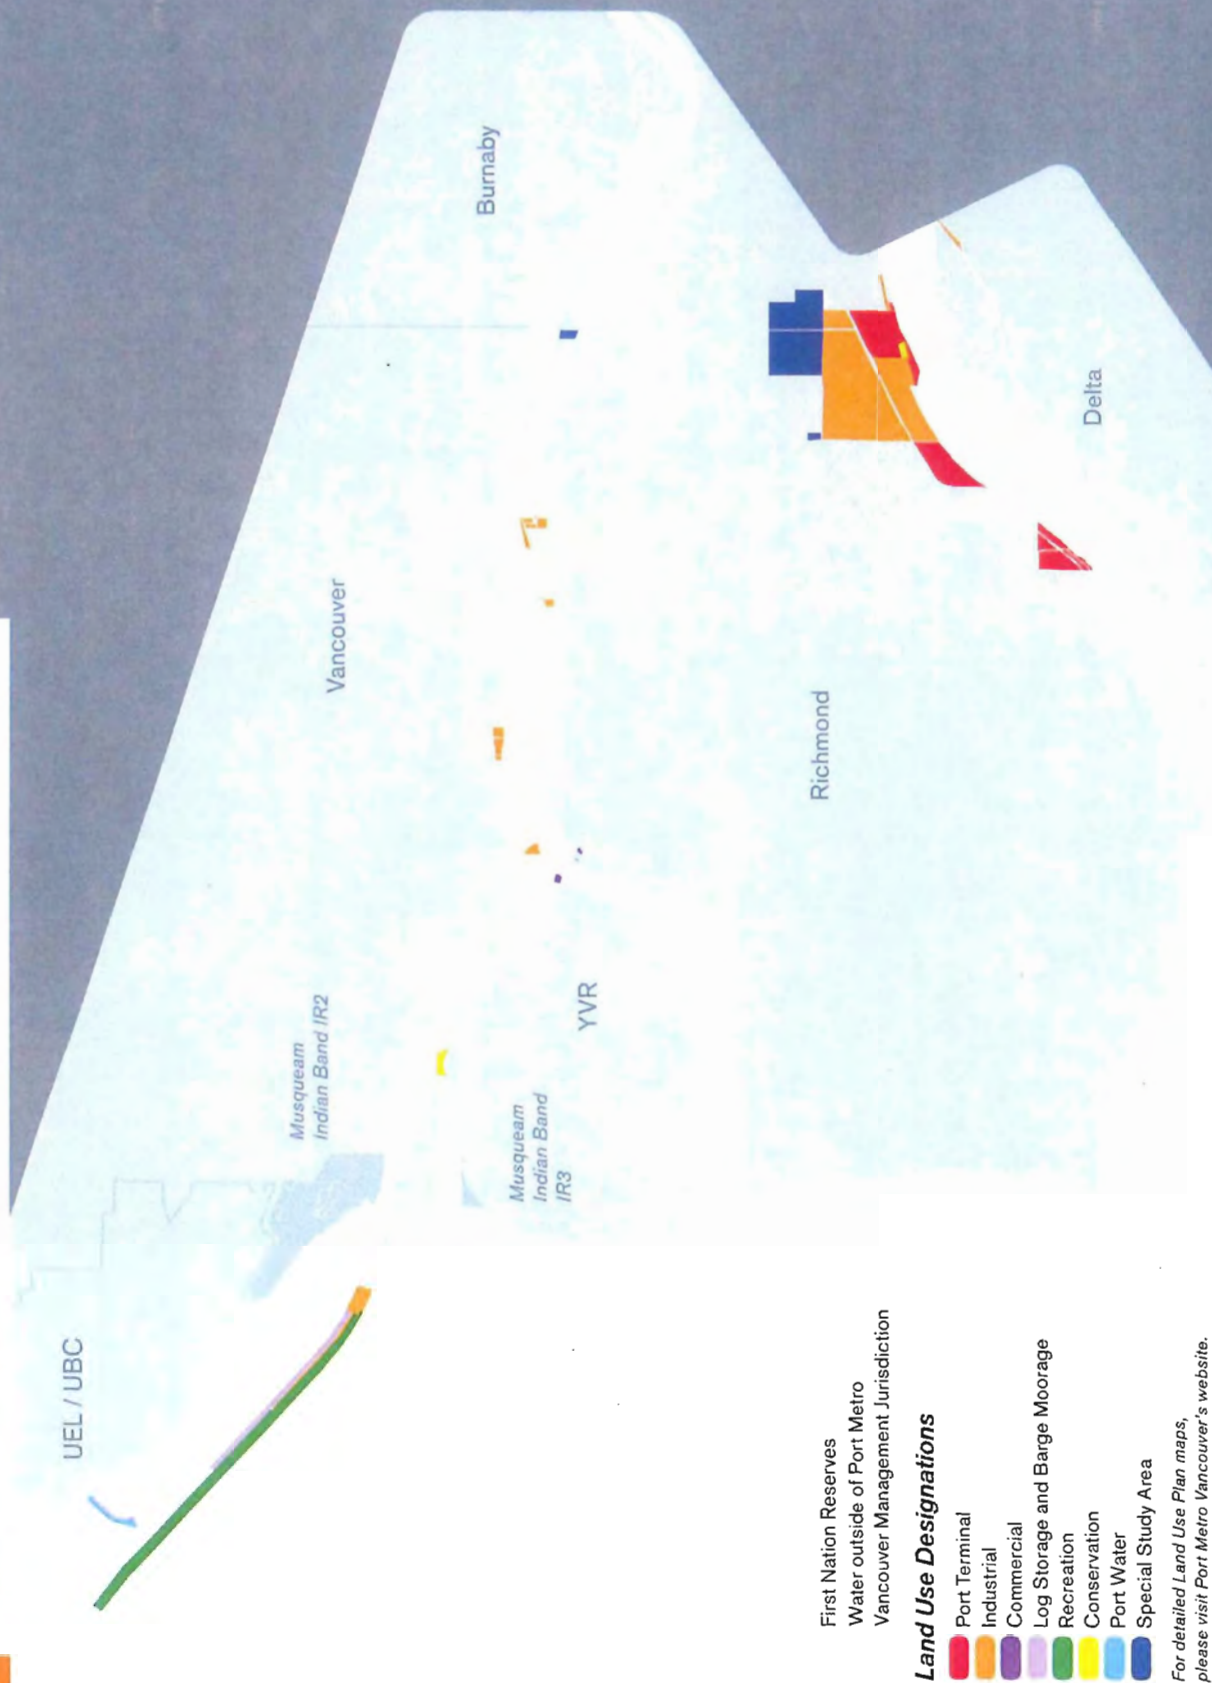 UEL / UBC
Musqueam
Indian Band IR2
Vancouver
Burnaby
Musqueam
Indian Band
IR3
YVR
Richmond
Delta
First Nation Reserves
Water outside of Port Metro
Vancouver Management Jurisdiction
Land Use Designations
Port Terminal
Industrial
Commercial
Log Storage and Barge Moorage
Recreation
Conservation
Port Water
Special Study Area
For detailed Land Use Plan maps,
please visit Port Metro Vancouver's website.